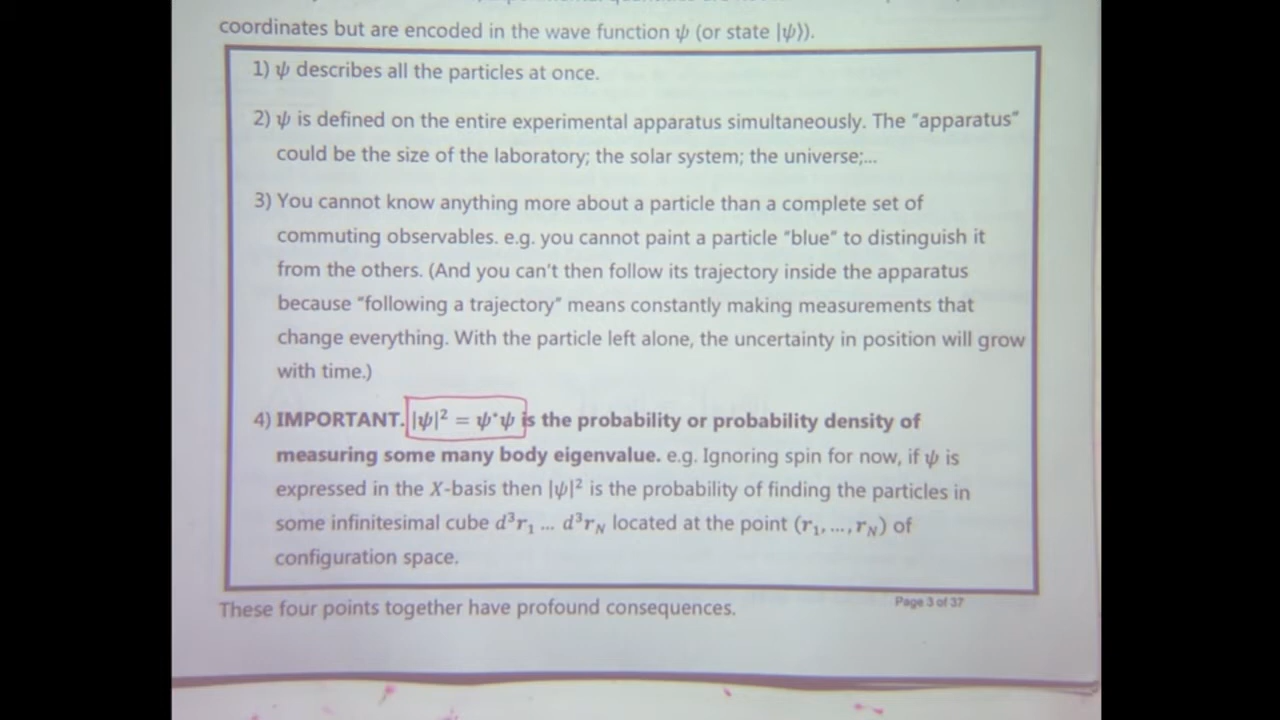 coordinates but are encoded in the wave function ψ (or state |ψ⟩).
1) ψ describes all the particles at once.
2) ψ is defined on the entire experimental apparatus simultaneously. The "apparatus"
could be the size of the laboratory; the solar system; the universe;...
3) You cannot know anything more about a particle than a complete set of
commuting observables. e.g. you cannot paint a particle "blue" to distinguish it
from the others. (And you can't then follow its trajectory inside the apparatus
because "following a trajectory" means constantly making measurements that
change everything. With the particle left alone, the uncertainty in position will grow
with time.)
4) IMPORTANT. |ψ|² = ψ*ψ is the probability or probability density of
measuring some many body eigenvalue. e.g. Ignoring spin for now, if ψ is
expressed in the X-basis then |ψ|² is the probability of finding the particles in
some infinitesimal cube d³r₁ ... d³r_N located at the point (r₁, ..., r_N) of
configuration space.
These four points together have profound consequences.
Page 3 of 37